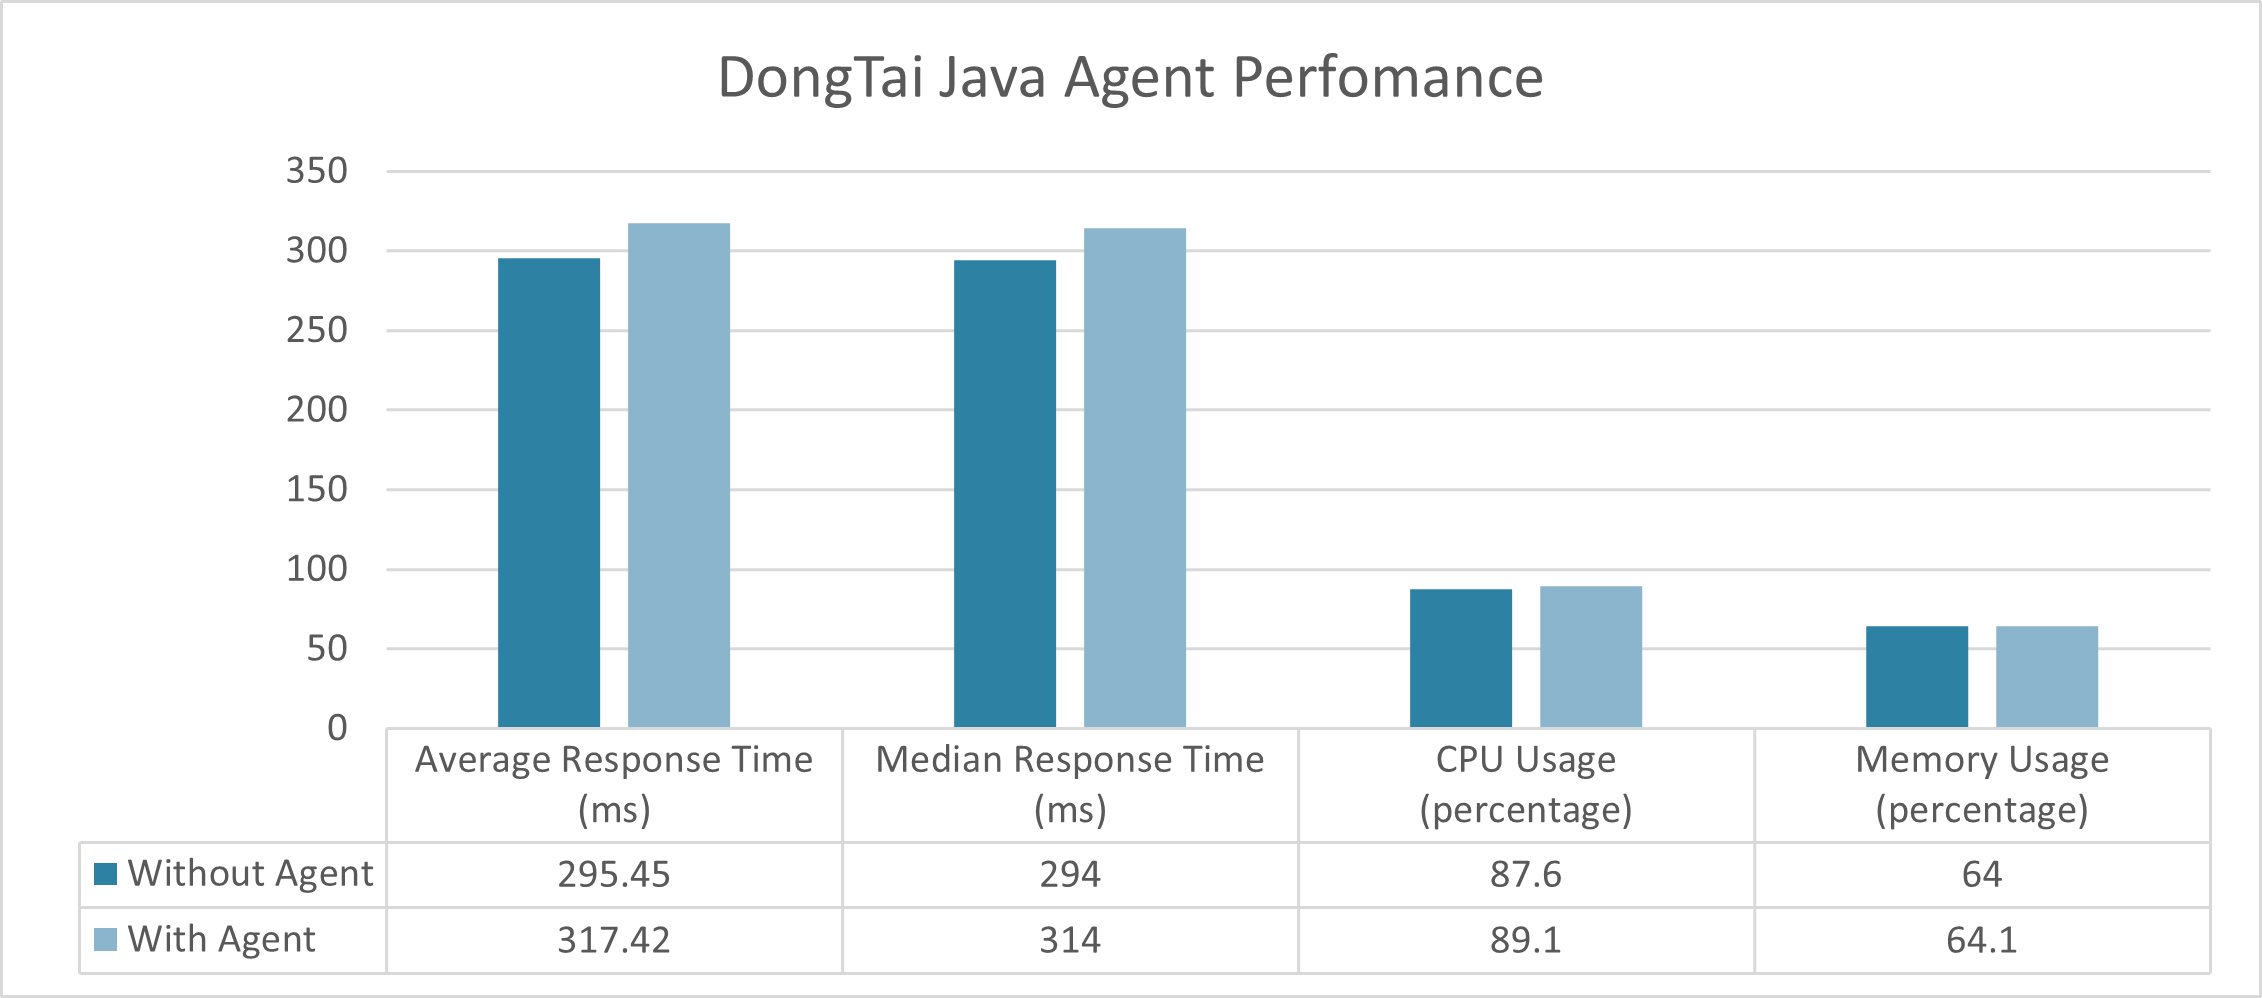 DongTai Java Agent Perfomance
350
300
250
200
150
100
50
0
Average Response Time
(ms)
Median Response Time
(ms)
CPU Usage
(percentage)
Memory Usage
(percentage)
Without Agent 295.45 294 87.6 64
With Agent 317.42 314 89.1 64.1